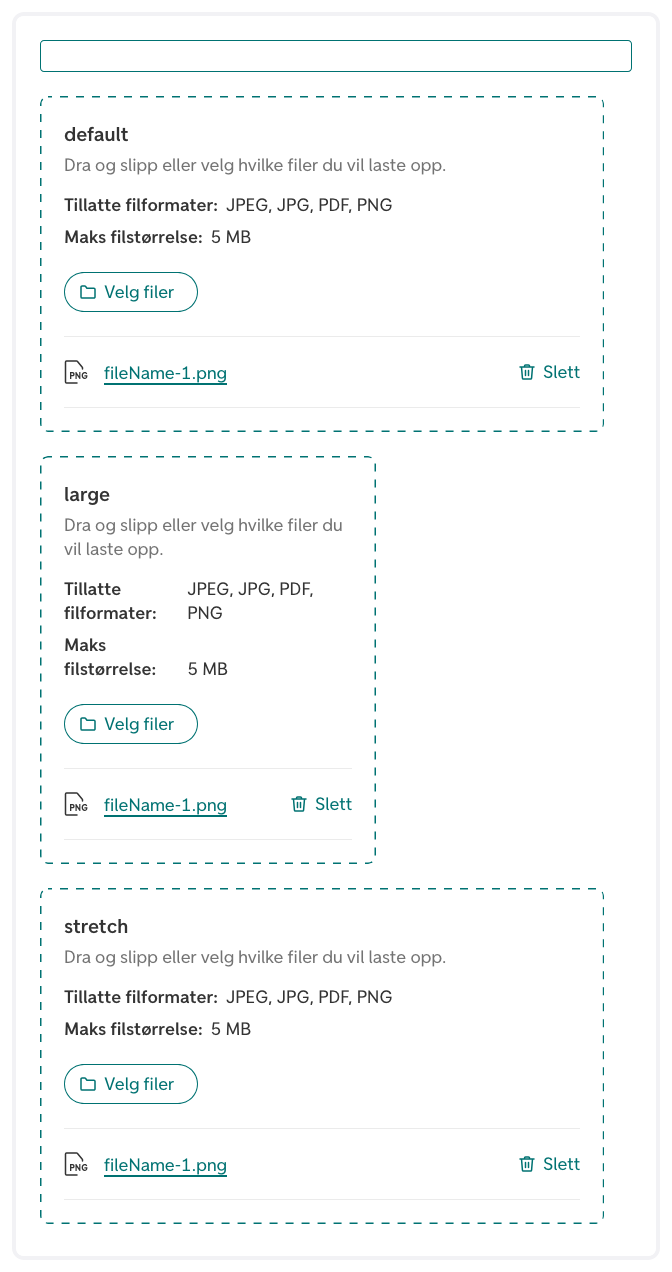 default
Dra og slipp eller velg hvilke filer du vil laste opp.
Tillatte filformater: JPEG, JPG, PDF, PNG
Maks filstørrelse: 5 MB
Velg filer
PNG fileName-1.png Slett
large
Dra og slipp eller velg hvilke filer du
vil laste opp.
Tillatte JPEG, JPG, PDF,
filformater: PNG
Maks
filstørrelse: 5 MB
Velg filer
PNG fileName-1.png Slett
stretch
Dra og slipp eller velg hvilke filer du vil laste opp.
Tillatte filformater: JPEG, JPG, PDF, PNG
Maks filstørrelse: 5 MB
Velg filer
PNG fileName-1.png Slett